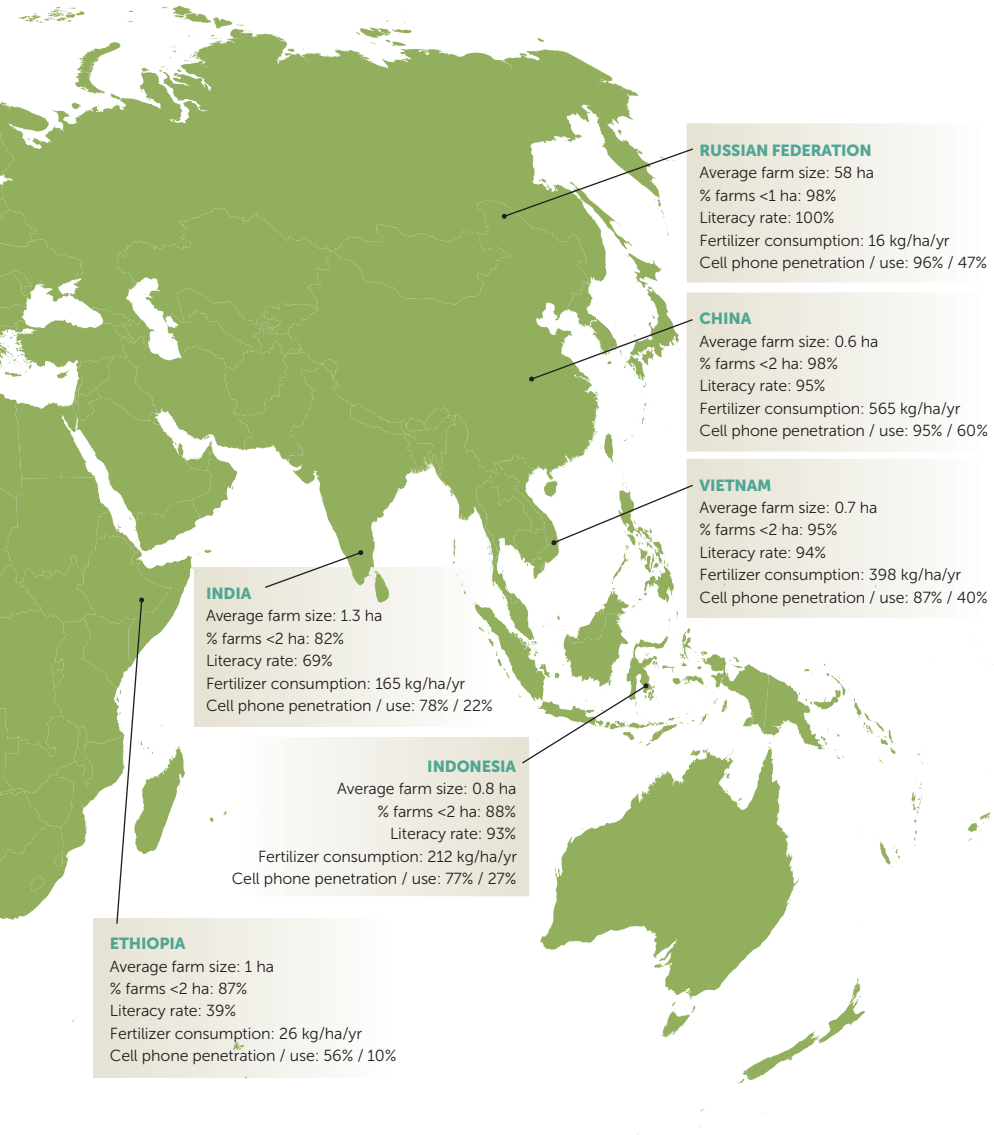 RUSSIAN FEDERATION
Average farm size: 58 ha
% farms <1 ha: 98%
Literacy rate: 100%
Fertilizer consumption: 16 kg/ha/yr
Cell phone penetration / use: 96% / 47%
CHINA
Average farm size: 0.6 ha
% farms <2 ha: 98%
Literacy rate: 95%
Fertilizer consumption: 565 kg/ha/yr
Cell phone penetration / use: 95% / 60%
VIETNAM
Average farm size: 0.7 ha
% farms <2 ha: 95%
Literacy rate: 94%
Fertilizer consumption: 398 kg/ha/yr
Cell phone penetration / use: 87% / 40%
INDIA
Average farm size: 1.3 ha
% farms <2 ha: 82%
Literacy rate: 69%
Fertilizer consumption: 165 kg/ha/yr
Cell phone penetration / use: 78% / 22%
INDONESIA
Average farm size: 0.8 ha
% farms <2 ha: 88%
Literacy rate: 93%
Fertilizer consumption: 212 kg/ha/yr
Cell phone penetration / use: 77% / 27%
ETHIOPIA
Average farm size: 1 ha
% farms <2 ha: 87%
Literacy rate: 39%
Fertilizer consumption: 26 kg/ha/yr
Cell phone penetration / use: 56% / 10%